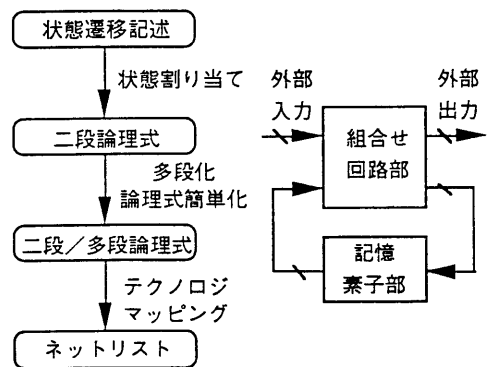 状態遷移記述
状態割り当て
二段論理式
多段化
論理式簡単化
二段／多段論理式
テクノロジ
マッピング
ネットリスト
外部
入力
外部
出力
組合せ
回路部
記憶
素子部